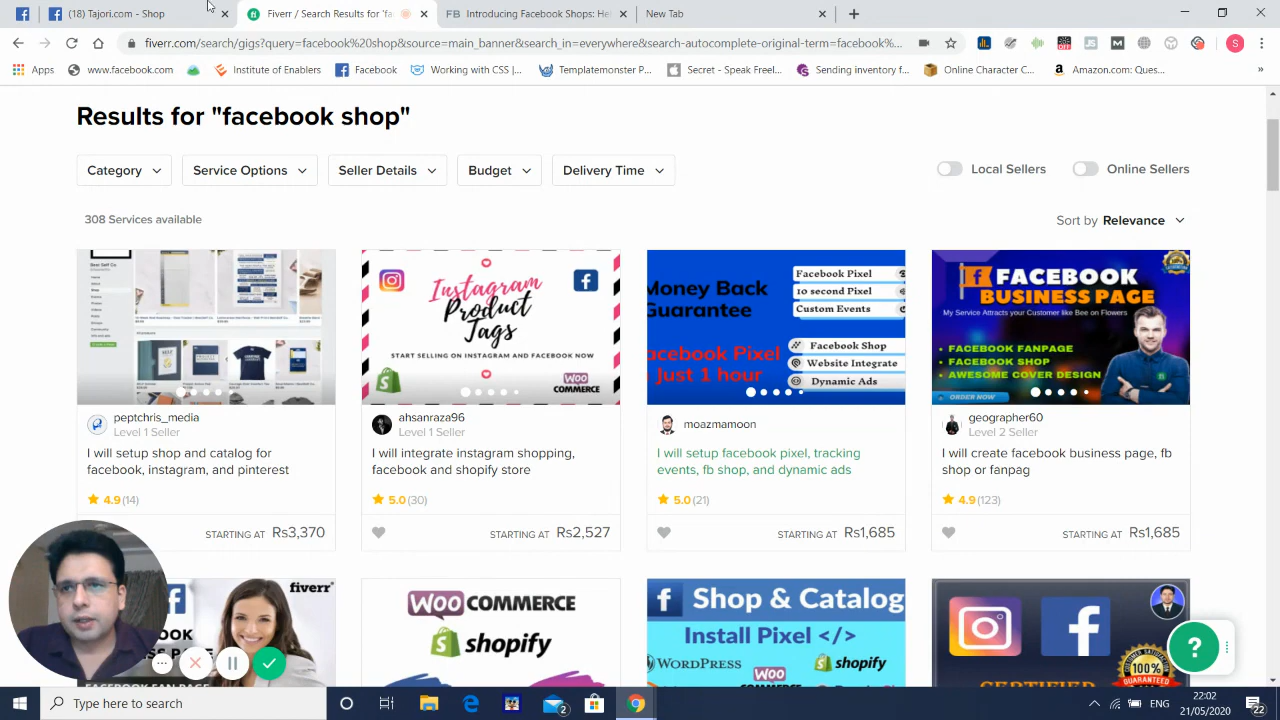 (18) Tajori.com - Shop
Fiverr / Search Results for 'fa
Introducing Facebook Shops: Hel
New Tab
fiverr.com/search/gigs?query=facebook%20shop&source=main_banner&search_in=everywhere&search-autocomplete-original-term=facebook%...
Apps
www.facebook.com
Institute of Enablers
Facebook
Working with CSS |...
Templatemonster P...
Secret - Speak Freel...
Sending inventory f...
Online Character C...
Amazon.com: Ques...
Results for "facebook shop"
Category
Service Options
Seller Details
Budget
Delivery Time
Local Sellers
Online Sellers
308 Services available
Sort by Relevance
Instagram
Product
Tags
START SELLING ON INSTAGRAM AND FACEBOOK NOW
WOO
COMMERCE
Money Back
Guarantee
Facebook Pixel
Just 1 hour
Facebook Pixel
10 second Pixel
Custom Events
Facebook Shop
Website Integrate
Dynamic Ads
FACEBOOK
BUSINESS PAGE
My Service Attracts your Customer like Bee on Flowers
FACEBOOK FANPAGE
FACEBOOK SHOP
AWESOME COVER DESIGN
ORDER NOW
peptchris_media
Level 1 Seller
I will setup shop and catalog for
facebook, instagram, and pinterest
4.9 (14)
STARTING AT Rs3,370
ahsanraza96
Level 1 Seller
I will integrate instagram shopping,
facebook and shopify store
5.0 (30)
STARTING AT Rs2,527
moazmamoon
I will setup facebook pixel, tracking
events, fb shop, and dynamic ads
5.0 (21)
STARTING AT Rs1,685
geographer60
Level 2 Seller
I will create facebook business page, fb
shop or fanpag
4.9 (123)
STARTING AT Rs1,685
fiverr
WOO COMMERCE
shopify
Shop & Catalog
Install Pixel </>
WORDPRESS
shopify
WOO
100%
GUARANTEED
CERTIFIED
?
Type here to search
2
ENG
22:02
21/05/2020
22